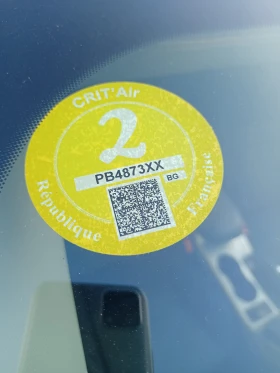 CRIT'Air
2
PB4873XX
BG
République Française